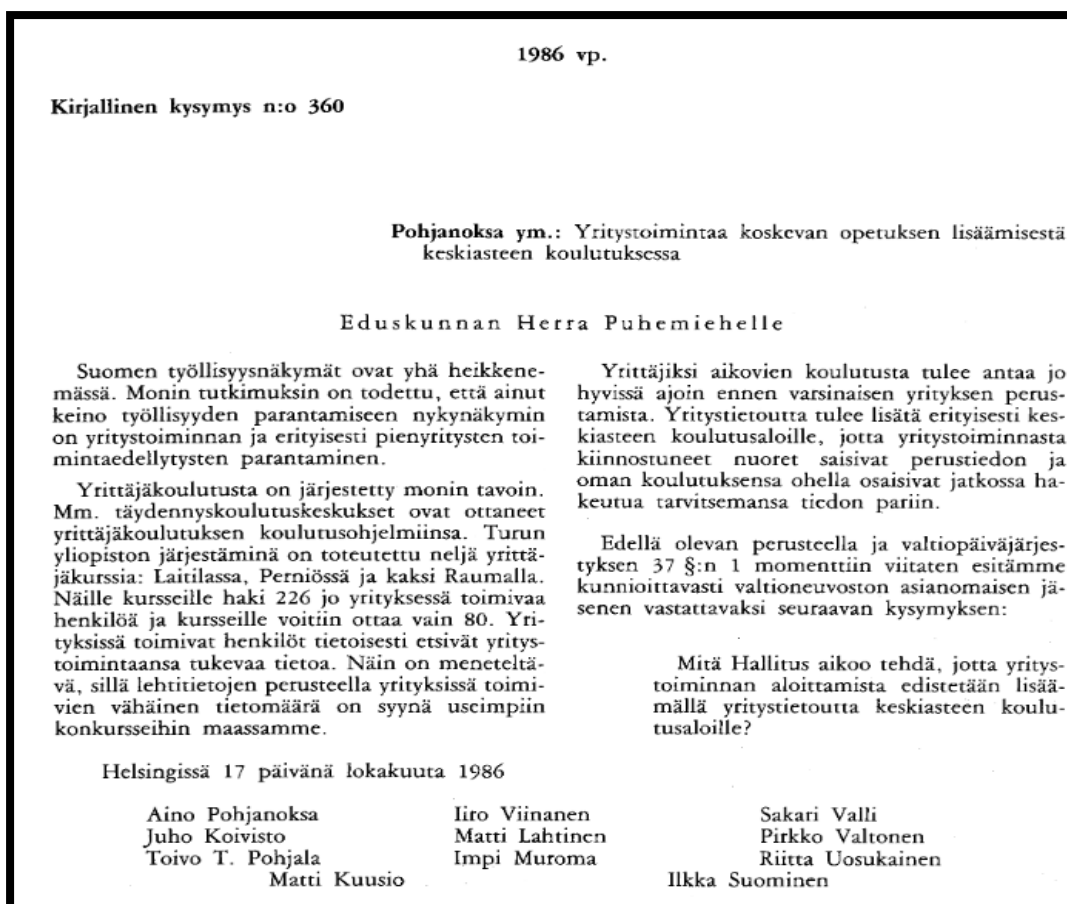 1986 vp.
Kirjallinen kysymys n:o 360
Pohjanoksa ym.: Yritystoimintaa koskevan opetuksen lisäämisestä
keskiasteen koulutuksessa
Eduskunnan Herra Puhemiehelle
Suomen työllisyysnäkymät ovat yhä heikkene-
mässä. Monin tutkimuksin on todettu, että ainut
keino työllisyyden parantamiseen nykynäkymin
on yritystoiminnan ja erityisesti pienyritysten toi-
mintaedellytysten parantaminen.
Yrittäjäkoulutusta on järjestetty monin tavoin.
Mm. täydennyskoulutuskeskukset ovat ottaneet
yrittäjäkoulutuksen koulutusohjelmiinsa. Turun
yliopiston järjestäminä on toteutettu neljä yrittä-
jäkurssia: Laitilassa, Perniössä ja kaksi Raumalla.
Näille kursseille haki 226 jo yrityksessä toimivaa
henkilöä ja kursseille voitiin ottaa vain 80. Yri-
tyksissä toimivat henkilöt tietoisesti etsivät yritys-
toimintaansa tukevaa tietoa. Näin on meneteltä-
vä, sillä lehtitietojen perusteella yrityksissä toimi-
vien vähäinen tietomäärä on syynä useimpiin
konkursseihin maassamme.
Yrittäjiksi aikovien koulutusta tulee antaa jo
hyvissä ajoin ennen varsinaisen yrityksen perus-
tamista. Yritystietoutta tulee lisätä erityisesti kes-
kiasteen koulutusaloille, jotta yritystoiminnasta
kiinnostuneet nuoret saisivat perustiedon ja
oman koulutuksensa ohella osaisivat jatkossa ha-
keutua tarvitsemansa tiedon pariin.
Edellä olevan perusteella ja valtiopäiväjärjes-
tyksen 37 §:n 1 momenttiin viitaten esitämme
kunnioittavasti valtioneuvoston asianomaisen jä-
senen vastattavaksi seuraavan kysymyksen:
Mitä Hallitus aikoo tehdä, jotta yritys-
toiminnan aloittamista edistetään lisää-
mällä yritystietoutta keskiasteen koulu-
tusaloille?
Helsingissä 17 päivänä lokakuuta 1986
Aino Pohjanoksa
Juho Koivisto
Toivo T. Pohjala
Matti Kuusio
Iiro Viinanen
Matti Lahtinen
Impi Muroma
Sakari Valli
Pirkko Valtonen
Riitta Uosukainen
Ilkka Suominen